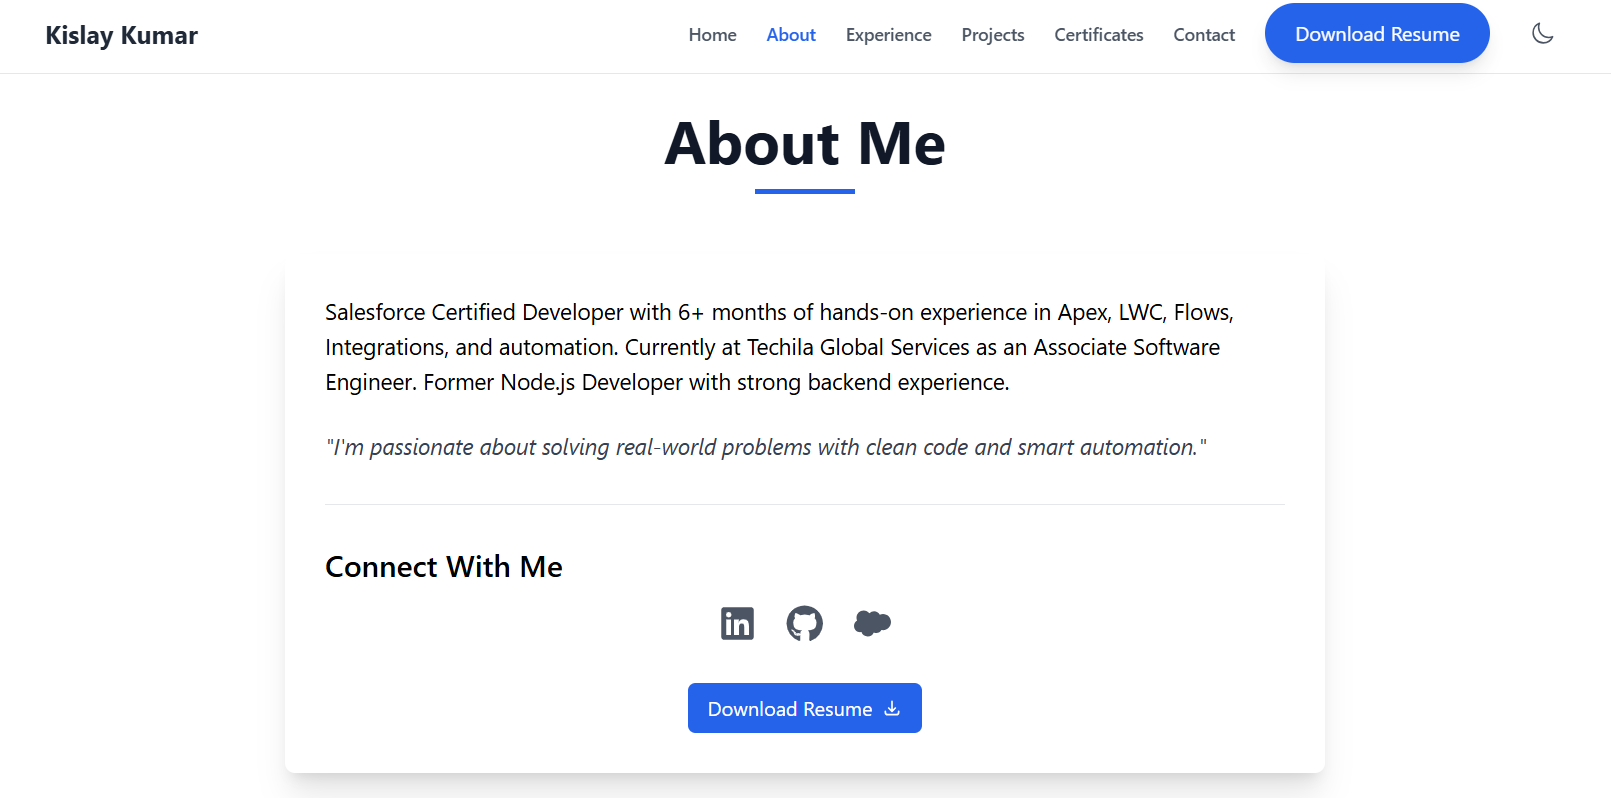 Kislay Kumar
Home
About
Experience
Projects
Certificates
Contact
Download Resume
About Me
Salesforce Certified Developer with 6+ months of hands-on experience in Apex, LWC, Flows,
Integrations, and automation. Currently at Techila Global Services as an Associate Software
Engineer. Former Node.js Developer with strong backend experience.
"I'm passionate about solving real-world problems with clean code and smart automation."
Connect With Me
in
Download Resume